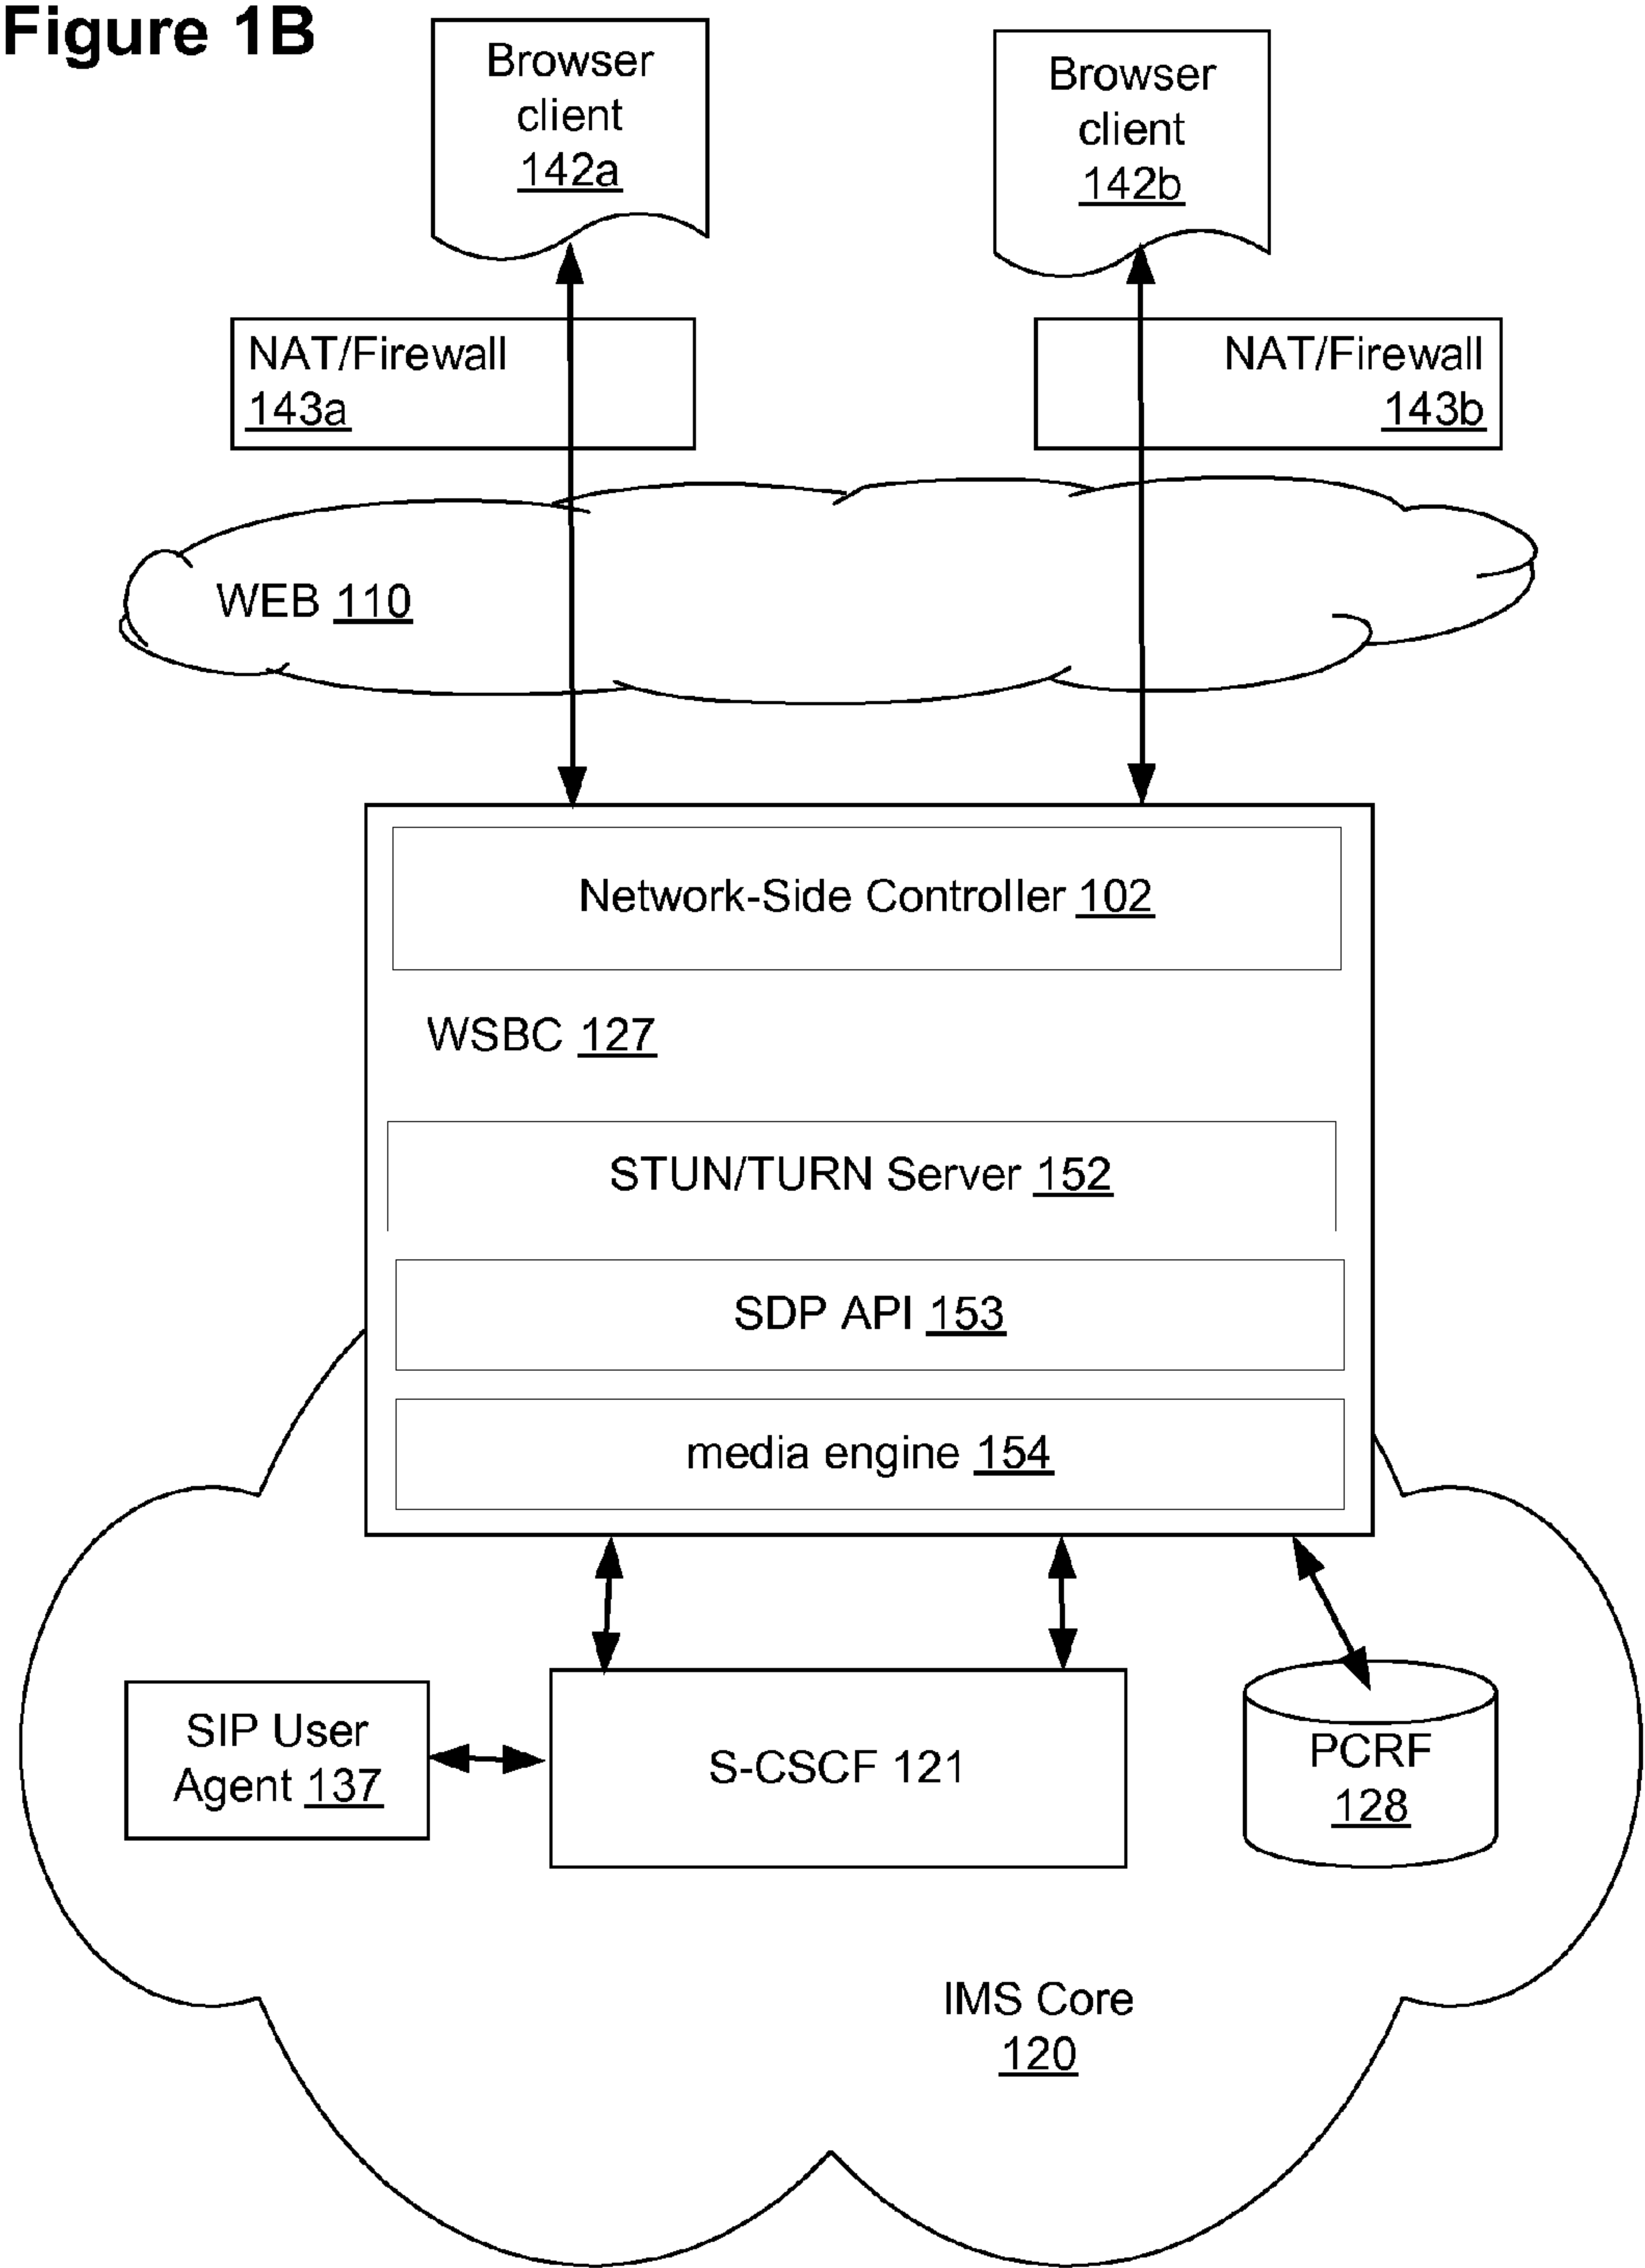 Figure 1B
Browser
client
142a
Browser
client
142b
NAT/Firewall
143a
NAT/Firewall
143b
WEB 110
Network-Side Controller 102
WSBC 127
STUN/TURN Server 152
SDP API 153
media engine 154
SIP User
Agent 137
S-CSCF 121
PCRF
128
IMS Core
120